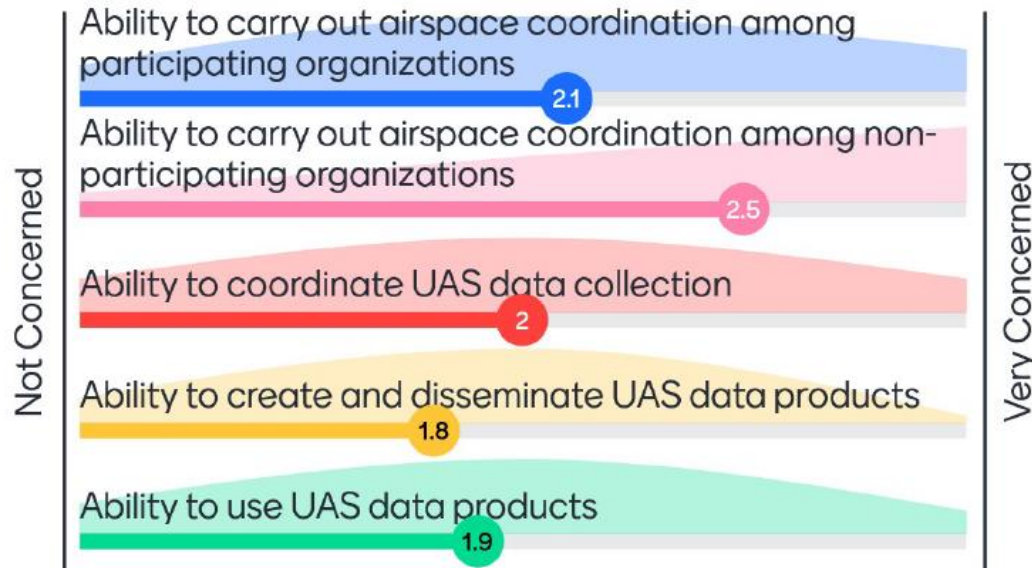 Ability to carry out airspace coordination among
participating organizations
2.1
Ability to carry out airspace coordination among non-
participating organizations
2.5
Ability to coordinate UAS data collection
2
Ability to create and disseminate UAS data products
1.8
Ability to use UAS data products
1.9
Not Concerned
Very Concerned